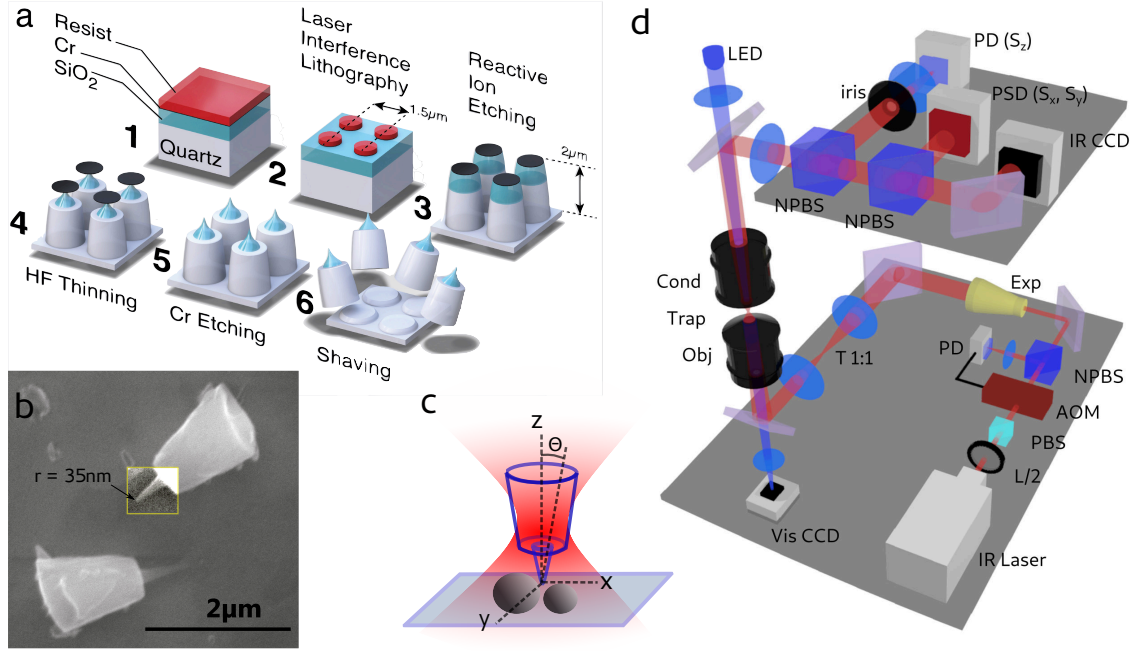 a
Resist
Cr
SiO2
Quartz
1
Laser
Interference
Lithography
1.5µm
2
Reactive
Ion
Etching
2µm
3
4
HF Thinning
5
Cr Etching
6
Shaving
b
r = 35nm
2µm
c
z
Θ
x
y
d
LED
PD (Sz)
iris
PSD (Sx, Sy)
IR CCD
NPBS
NPBS
Cond
Trap
Obj
Exp
T 1:1
PD
NPBS
AOM
PBS
L/2
Vis CCD
IR Laser